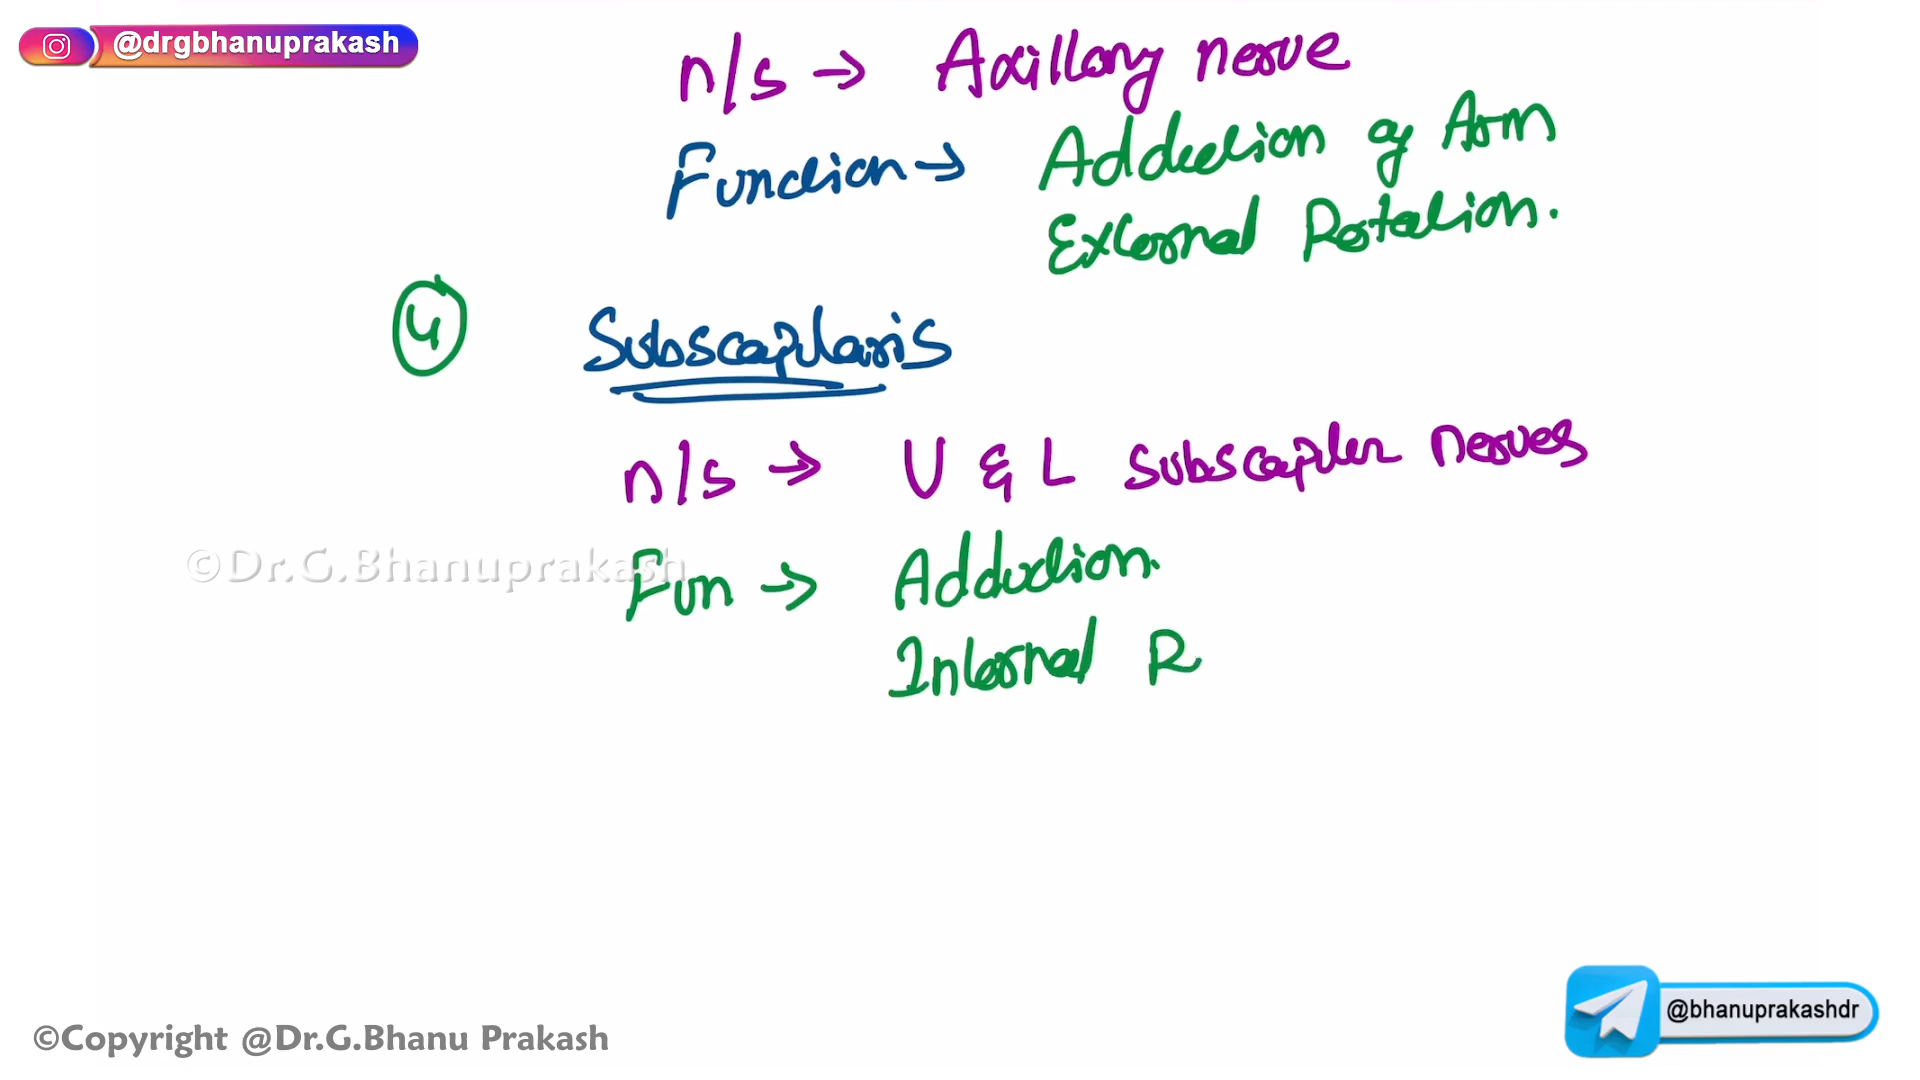 @drgbhanuprakash
n/s → Axillary nerve
Function → Adduction of Arm
External Rotation.
4 Subscapularis
n/s → U & L subscapular nerves
©Dr.G.Bhanuprakash
Fun → Adduction.
Internal R
@bhanuprakashdr
©Copyright @Dr.G.Bhanu Prakash